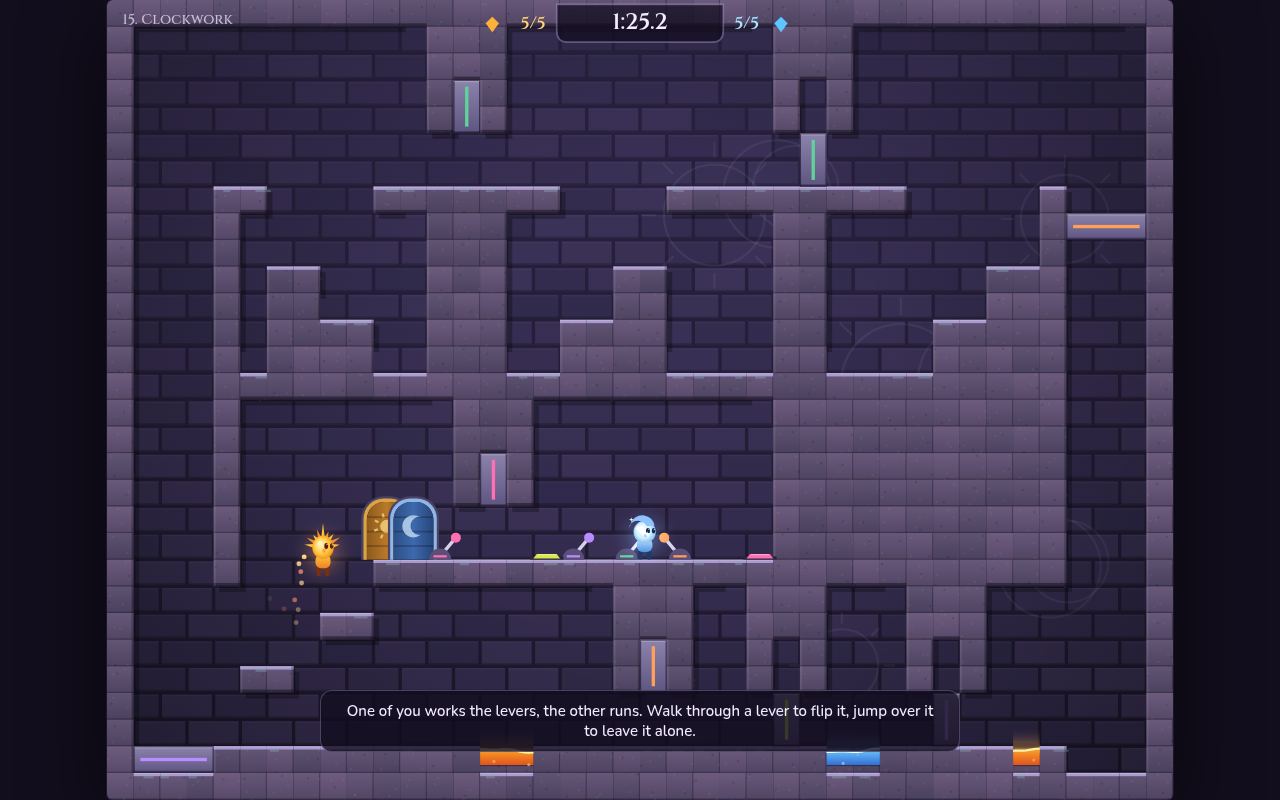 15. Clockwork
5/5
1:25.2
5/5
One of you works the levers, the other runs. Walk through a lever to flip it, jump over it
to leave it alone.